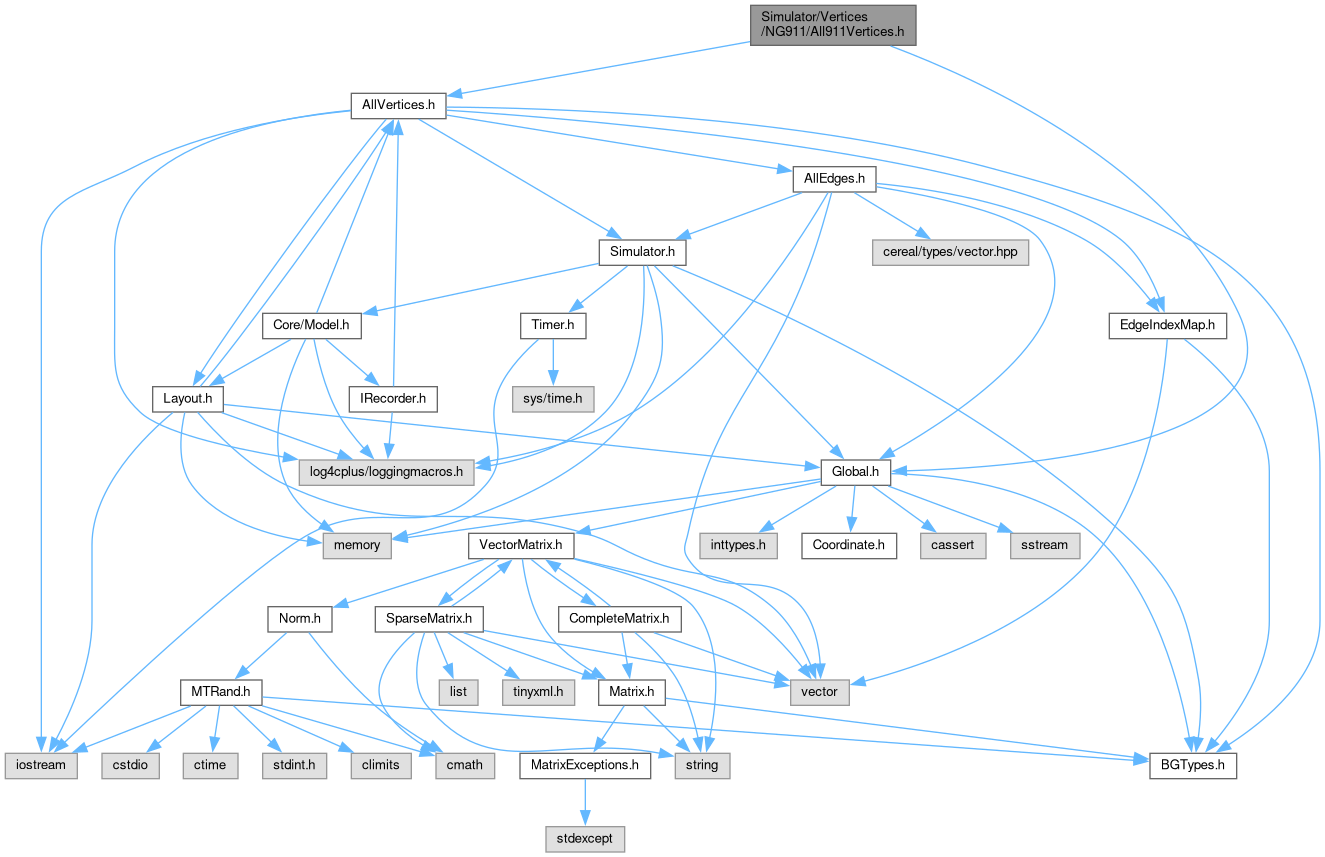 Simulator/Vertices
/NG911/All911Vertices.h
AllVertices.h
AllEdges.h
Simulator.h
cereal/types/vector.hpp
Core/Model.h
Timer.h
EdgeIndexMap.h
Layout.h
IRecorder.h
sys/time.h
log4cplus/loggingmacros.h
Global.h
memory
VectorMatrix.h
inttypes.h
Coordinate.h
cassert
sstream
Norm.h
SparseMatrix.h
CompleteMatrix.h
MTRand.h
list
tinyxml.h
Matrix.h
vector
iostream
cstdio
ctime
stdint.h
climits
cmath
MatrixExceptions.h
string
BGTypes.h
stdexcept